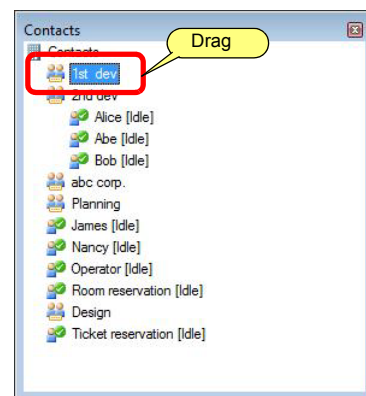 Contacts
Drag
Contacts
1st dev
2nd dev
Alice [Idle]
Abe [Idle]
Bob [Idle]
abc corp.
Planning
James [Idle]
Nancy [Idle]
Operator [Idle]
Room reservation [Idle]
Design
Ticket reservation [Idle]